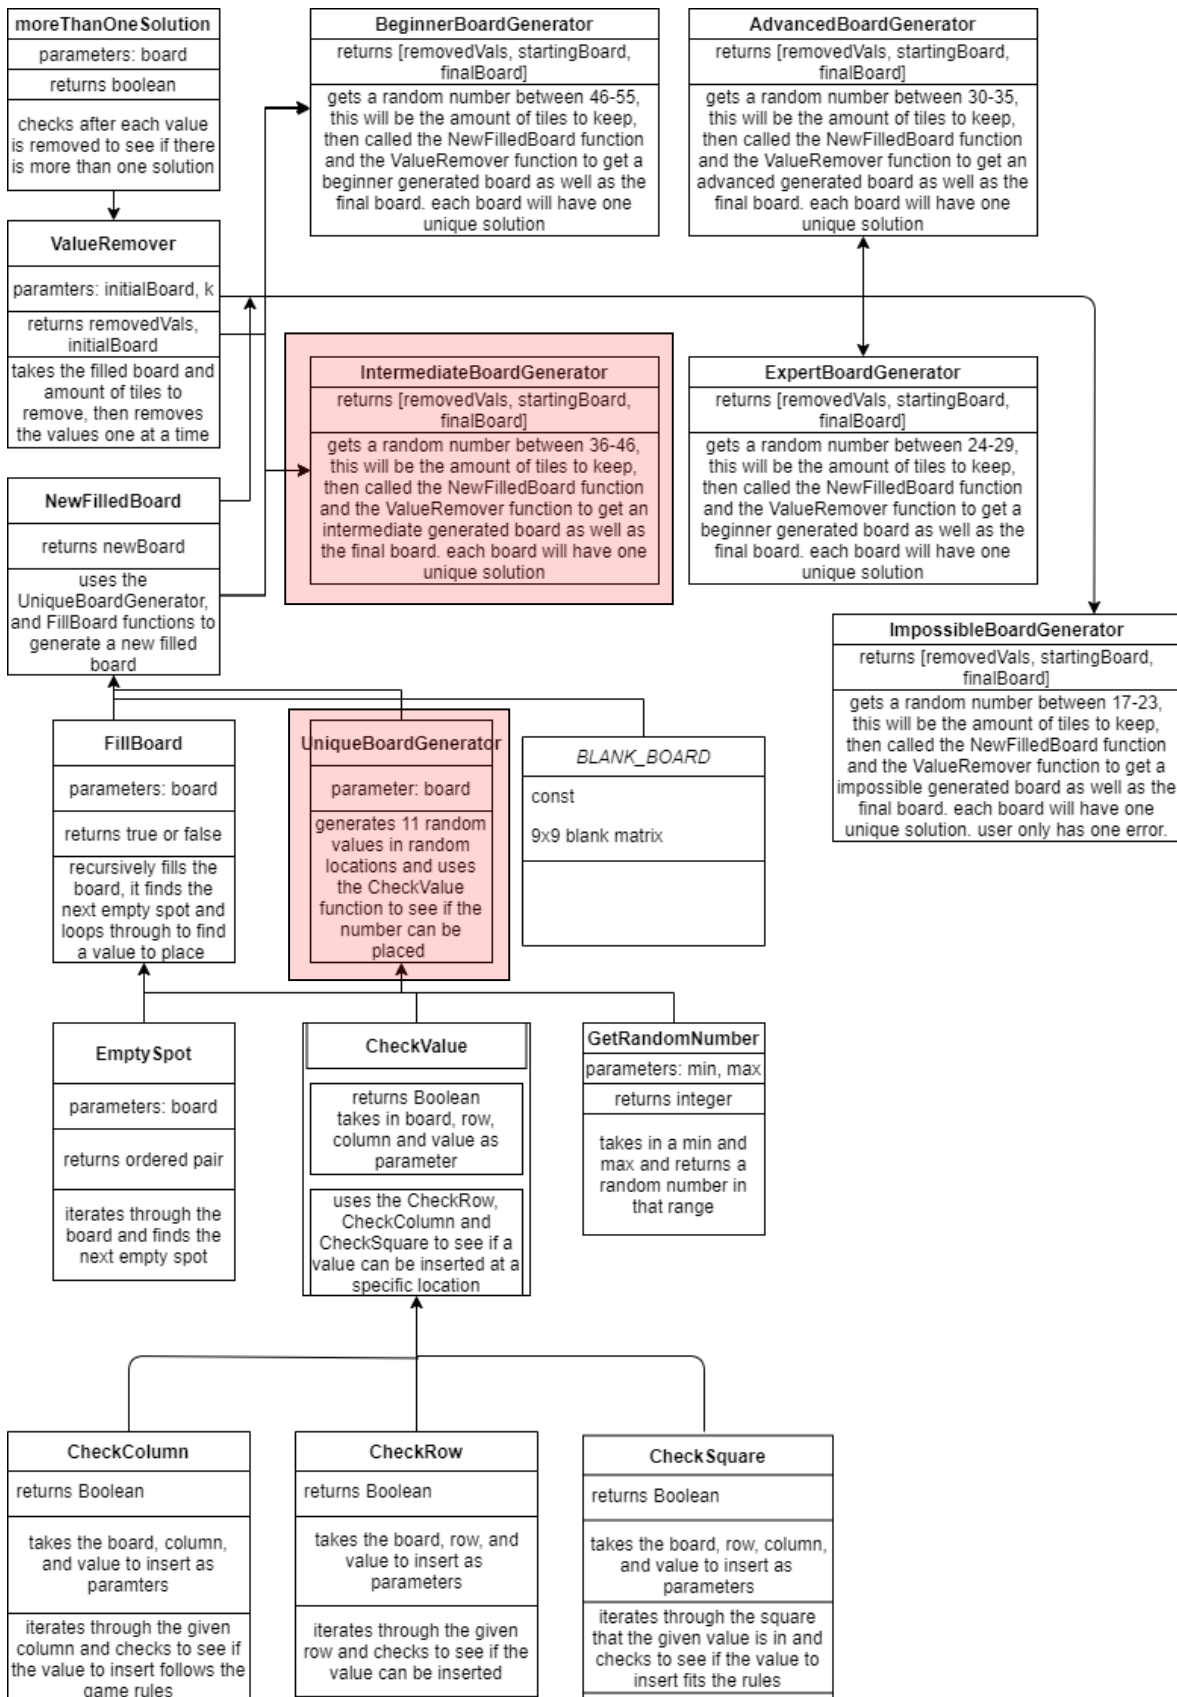 moreThanOneSolution
parameters: board
returns boolean
checks after each value
is removed to see if there
is more than one solution
BeginnerBoardGenerator
returns [removedVals, startingBoard,
finalBoard]
gets a random number between 46-55,
this will be the amount of tiles to keep,
then called the NewFilledBoard function
and the ValueRemover function to get a
beginner generated board as well as the
final board. each board will have one
unique solution
AdvancedBoardGenerator
returns [removedVals, startingBoard,
finalBoard]
gets a random number between 30-35,
this will be the amount of tiles to keep,
then called the NewFilledBoard function
and the ValueRemover function to get an
advanced generated board as well as the
final board. each board will have one
unique solution
ValueRemover
paramters: initialBoard, k
returns removedVals,
initialBoard
takes the filled board and
amount of tiles to
remove, then removes
the values one at a time
IntermediateBoardGenerator
returns [removedVals, startingBoard,
finalBoard]
gets a random number between 36-46,
this will be the amount of tiles to keep,
then called the NewFilledBoard function
and the ValueRemover function to get an
intermediate generated board as well as
the final board. each board will have one
unique solution
ExpertBoardGenerator
returns [removedVals, startingBoard,
finalBoard]
gets a random number between 24-29,
this will be the amount of tiles to keep,
then called the NewFilledBoard function
and the ValueRemover function to get a
beginner generated board as well as the
final board. each board will have one
unique solution
NewFilledBoard
returns newBoard
uses the
UniqueBoardGenerator,
and FillBoard functions to
generate a new filled
board
ImpossibleBoardGenerator
returns [removedVals, startingBoard,
finalBoard]
gets a random number between 17-23,
this will be the amount of tiles to keep,
then called the NewFilledBoard function
and the ValueRemover function to get a
impossible generated board as well as the
final board. each board will have one
unique solution. user only has one error.
FillBoard
parameters: board
returns true or false
recursively fills the
board, it finds the
next empty spot and
loops through to find
a value to place
UniqueBoardGenerator
parameter: board
generates 11 random
values in random
locations and uses
the CheckValue
function to see if the
number can be
placed
BLANK_BOARD
const
9x9 blank matrix
EmptySpot
parameters: board
returns ordered pair
iterates through the
board and finds the
next empty spot
CheckValue
returns Boolean
takes in board, row,
column and value as
parameter
uses the CheckRow,
CheckColumn and
CheckSquare to see if a
value can be inserted at a
specific location
GetRandomNumber
parameters: min, max
returns integer
takes in a min and
max and returns a
random number in
that range
CheckColumn
returns Boolean
takes the board, column,
and value to insert as
paramters
iterates through the given
column and checks to see if
the value to insert follows the
game rules
CheckRow
returns Boolean
takes the board, row, and
value to insert as
parameters
iterates through the given
row and checks to see if the
value can be inserted
CheckSquare
returns Boolean
takes the board, row, column,
and value to insert as
parameters
iterates through the square
that the given value is in and
checks to see if the value to
insert fits the rules